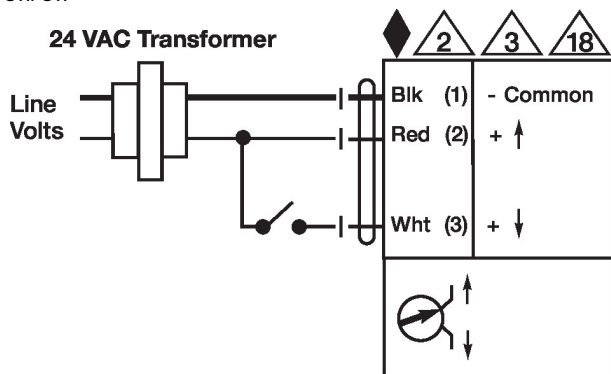 24 VAC Transformer
2 3 18
Line
Volts
Blk (1) - Common
Red (2) +
Wht (3) +